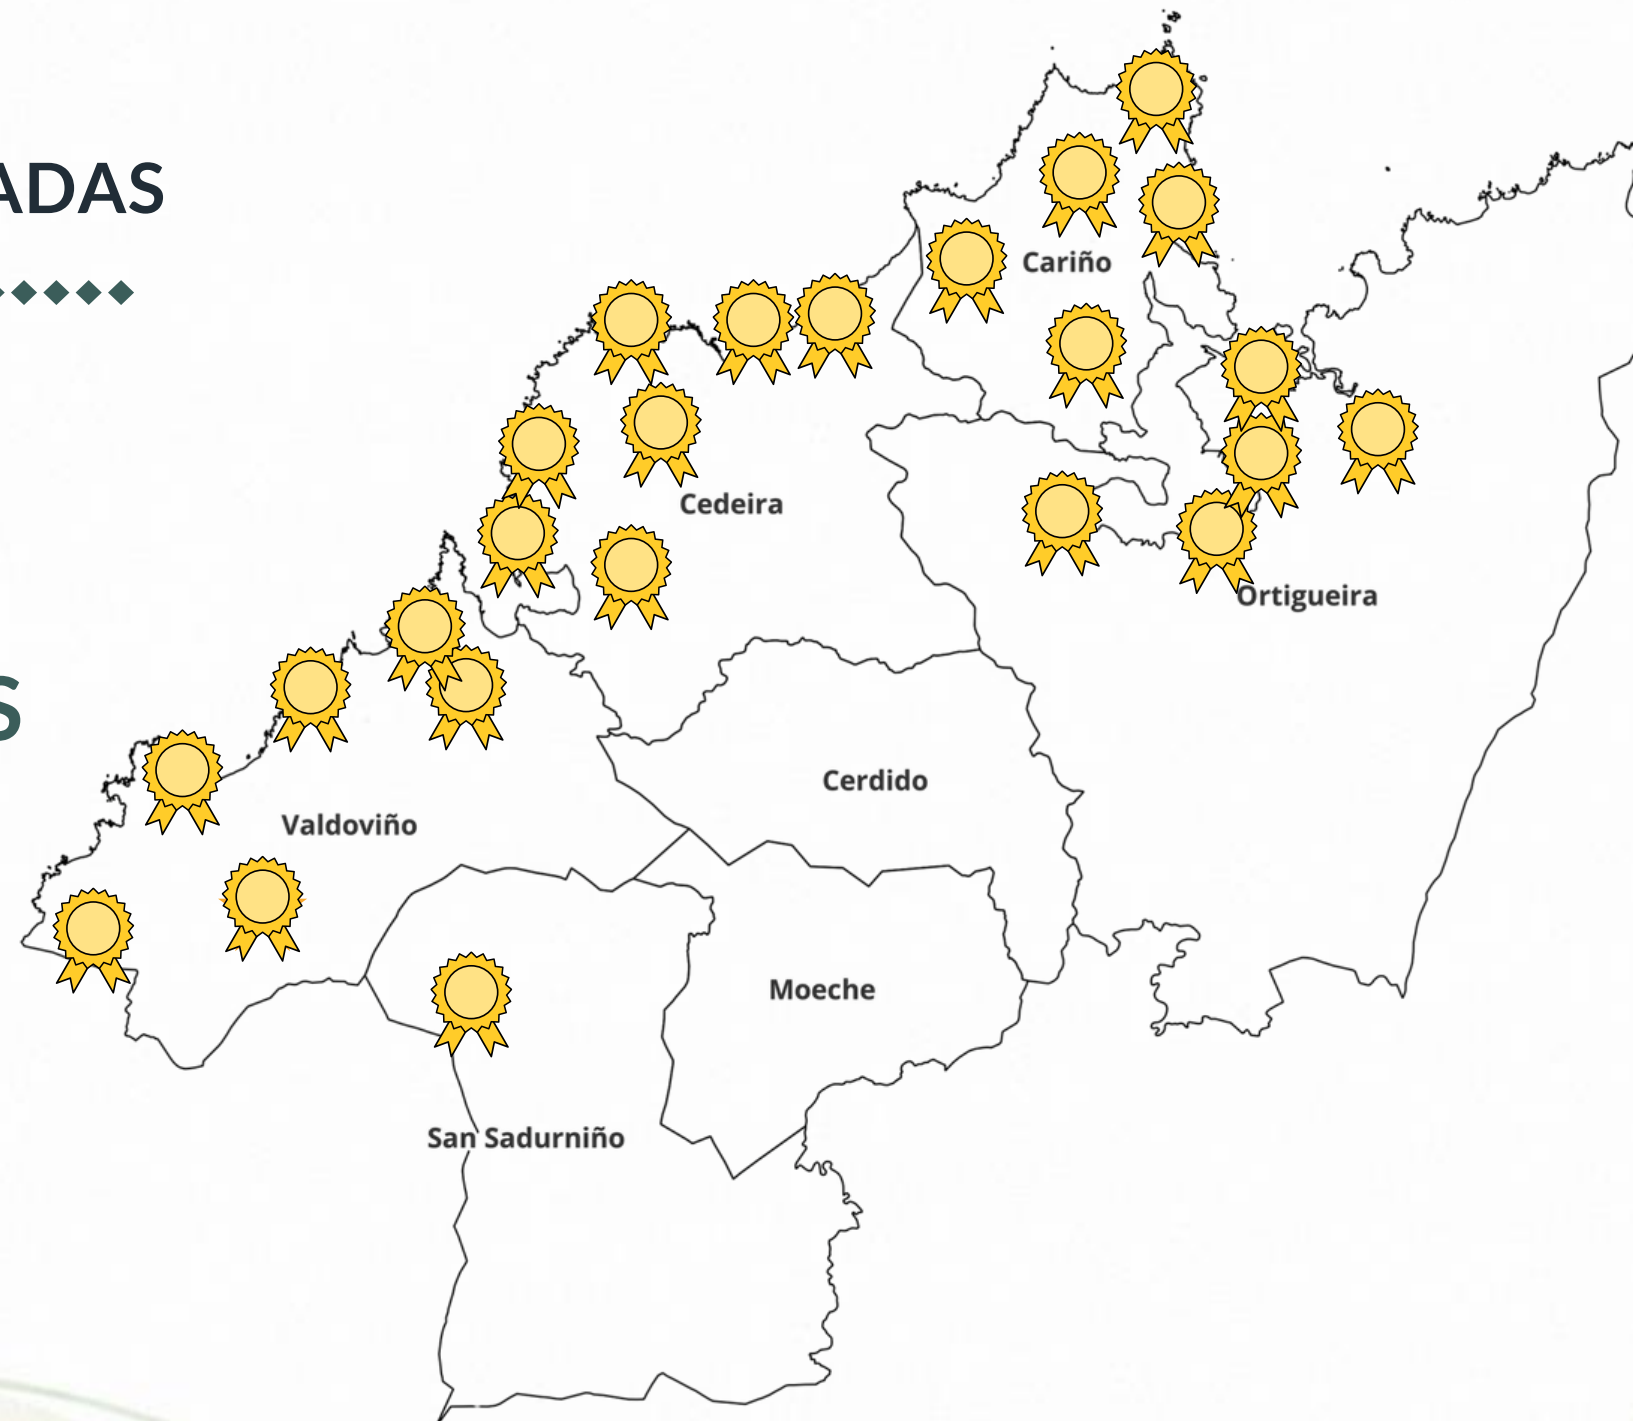 ADAS
S
Cariño
Cedeira
Ortigueira
Cerdido
Valdoviño
Moeche
San Sadurniño